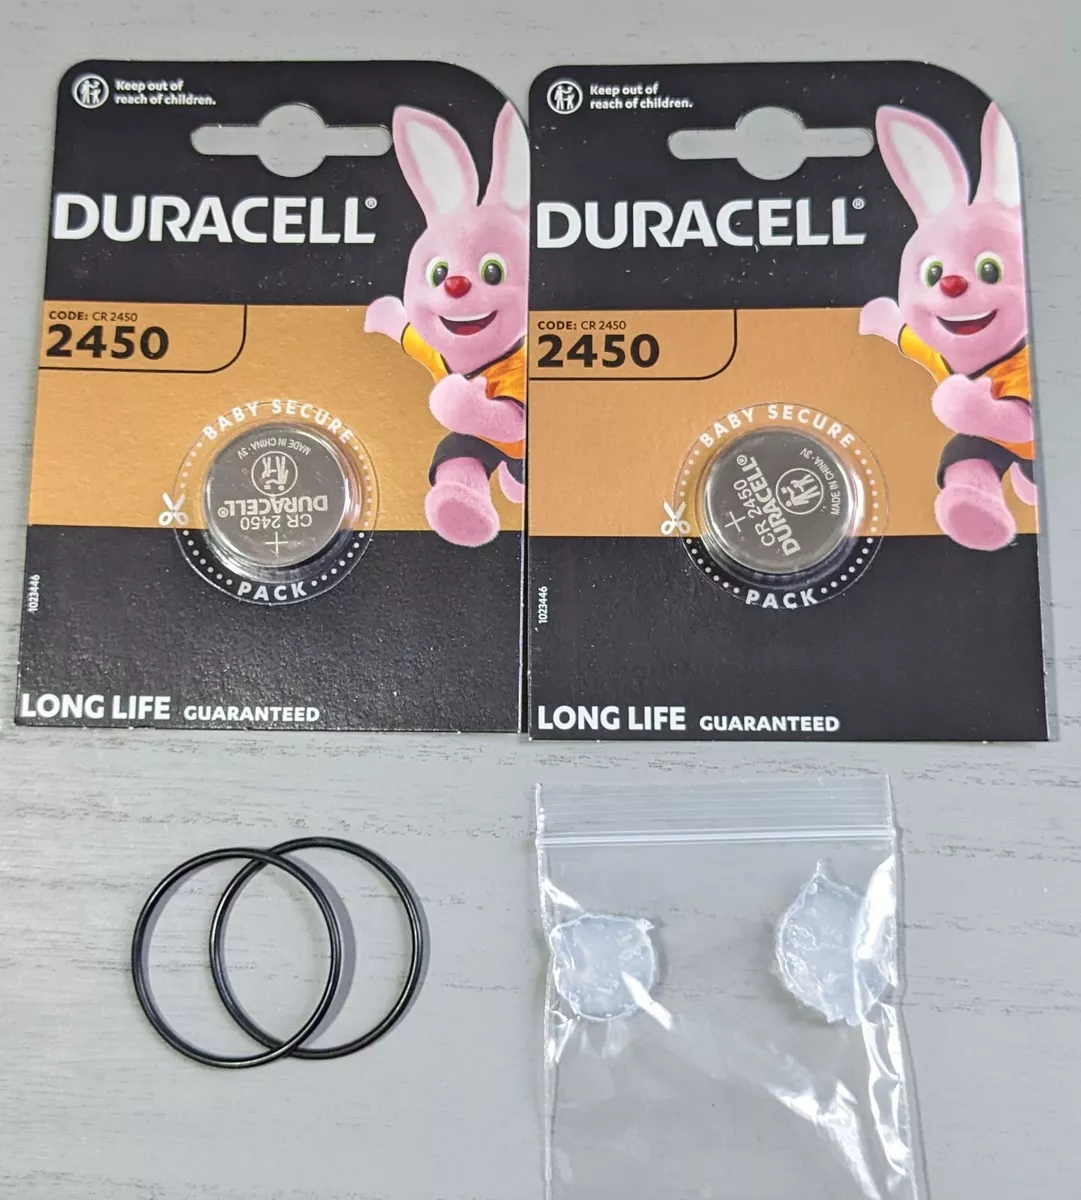 Keep out of
reach of children.
DURACELL®
CODE: CR 2450
2450
BABY SECURE
MADE IN CHINA · 3V
DURACELL®
CR 2450
+
PACK
1023446
LONG LIFE GUARANTEED
Keep out of
reach of children.
DURACELL®
CODE: CR 2450
2450
BABY SECURE
MADE IN CHINA · 3V
DURACELL®
CR 2450
+
PACK
1023446
LONG LIFE GUARANTEED